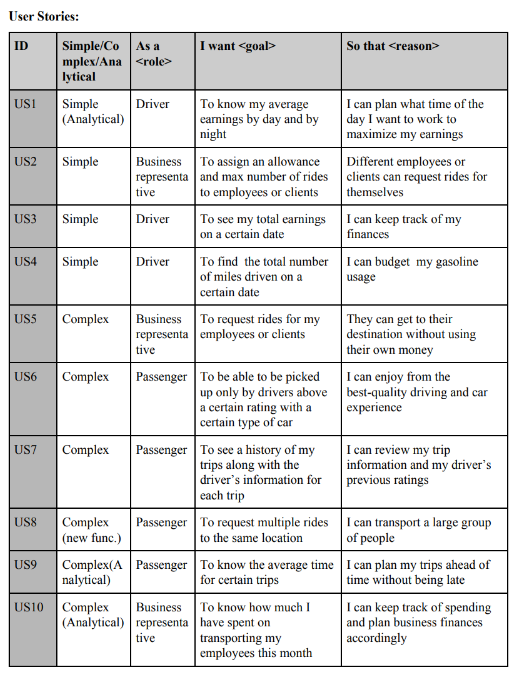 User Stories:
ID Simple/Co As a I want <goal> So that <reason>
mplex/Ana <role>
lytical
US1 Simple Driver To know my average I can plan what time of the
(Analytical) earnings by day and by day I want to work to
night maximize my earnings
US2 Simple Business To assign an allowance Different employees or
representa and max number of rides clients can request rides for
tive to employees or clients themselves
US3 Simple Driver To see my total earnings I can keep track of my
on a certain date finances
US4 Simple Driver To find the total number I can budget my gasoline
of miles driven on a usage
certain date
US5 Complex Business To request rides for my They can get to their
representa employees or clients destination without using
tive their own money
US6 Complex Passenger To be able to be picked I can enjoy from the
up only by drivers above best-quality driving and car
a certain rating with a experience
certain type of car
US7 Complex Passenger To see a history of my I can review my trip
trips along with the information and my driver's
driver's information for previous ratings
each trip
US8 Complex Passenger To request multiple rides I can transport a large group
(new func.) to the same location of people
US9 Complex(A Passenger To know the average time I can plan my trips ahead of
nalytical) for certain trips time without being late
US10 Complex Business To know how much I I can keep track of spending
(Analytical) representa have spent on and plan business finances
tive transporting my accordingly
employees this month